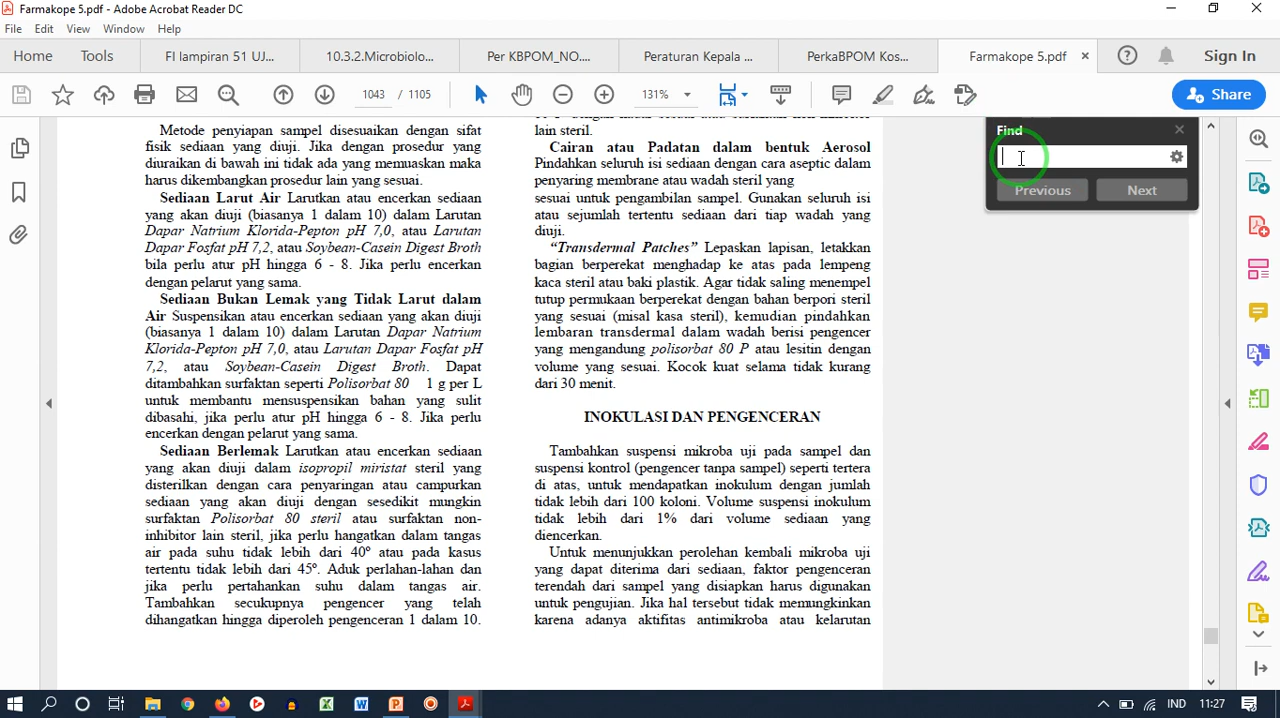 Farmakope 5.pdf - Adobe Acrobat Reader DC
File Edit View Window Help
Home Tools FI lampiran 51 UJ... 10.3.2.Microbiolo... Per KBPOM_NO.... Peraturan Kepala ... PerkaBPOM Kos... Farmakope 5.pdf × Sign In
1043 / 1105 131% Share
Find
Previous Next
Metode penyiapan sampel disesuaikan dengan sifat
fisik sediaan yang diuji. Jika dengan prosedur yang
diuraikan di bawah ini tidak ada yang memuaskan maka
harus dikembangkan prosedur lain yang sesuai.
Sediaan Larut Air Larutkan atau encerkan sediaan
yang akan diuji (biasanya 1 dalam 10) dalam Larutan
Dapar Natrium Klorida-Pepton pH 7,0, atau Larutan
Dapar Fosfat pH 7,2, atau Soybean-Casein Digest Broth
bila perlu atur pH hingga 6 - 8. Jika perlu encerkan
dengan pelarut yang sama.
Sediaan Bukan Lemak yang Tidak Larut dalam
Air Suspensikan atau encerkan sediaan yang akan diuji
(biasanya 1 dalam 10) dalam Larutan Dapar Natrium
Klorida-Pepton pH 7,0, atau Larutan Dapar Fosfat pH
7,2, atau Soybean-Casein Digest Broth. Dapat
ditambahkan surfaktan seperti Polisorbat 80 1 g per L
untuk membantu mensuspensikan bahan yang sulit
dibasahi, jika perlu atur pH hingga 6 - 8. Jika perlu
encerkan dengan pelarut yang sama.
Sediaan Berlemak Larutkan atau encerkan sediaan
yang akan diuji dalam isopropil miristat steril yang
disterilkan dengan cara penyaringan atau campurkan
sediaan yang akan diuji dengan sesedikit mungkin
surfaktan Polisorbat 80 steril atau surfaktan non-
inhibitor lain steril, jika perlu hangatkan dalam tangas
air pada suhu tidak lebih dari 40º atau pada kasus
tertentu tidak lebih dari 45º. Aduk perlahan-lahan dan
jika perlu pertahankan suhu dalam tangas air.
Tambahkan secukupnya pengencer yang telah
dihangatkan hingga diperoleh pengenceran 1 dalam 10.
lain steril.
Cairan atau Padatan dalam bentuk Aerosol
Pindahkan seluruh isi sediaan dengan cara aseptic dalam
penyaring membrane atau wadah steril yang
sesuai untuk pengambilan sampel. Gunakan seluruh isi
atau sejumlah tertentu sediaan dari tiap wadah yang
diuji.
“Transdermal Patches” Lepaskan lapisan, letakkan
bagian berperekat menghadap ke atas pada lempeng
kaca steril atau baki plastik. Agar tidak saling menempel
tutup permukaan berperekat dengan bahan berpori steril
yang sesuai (misal kasa steril), kemudian pindahkan
lembaran transdermal dalam wadah berisi pengencer
yang mengandung polisorbat 80 P atau lesitin dengan
volume yang sesuai. Kocok kuat selama tidak kurang
dari 30 menit.
INOKULASI DAN PENGENCERAN
Tambahkan suspensi mikroba uji pada sampel dan
suspensi kontrol (pengencer tanpa sampel) seperti tertera
di atas, untuk mendapatkan inokulum dengan jumlah
tidak lebih dari 100 koloni. Volume suspensi inokulum
tidak lebih dari 1% dari volume sediaan yang
diencerkan.
Untuk menunjukkan perolehan kembali mikroba uji
yang dapat diterima dari sediaan, faktor pengenceran
terendah dari sampel yang disiapkan harus digunakan
untuk pengujian. Jika hal tersebut tidak memungkinkan
karena adanya aktifitas antimikroba atau kelarutan
IND 11:27